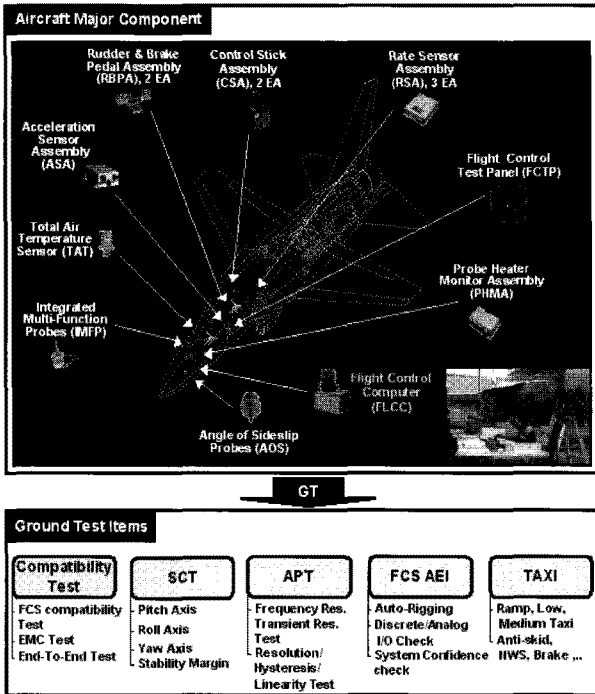 Aircraft Major Component
Rudder & Brake
Pedal Assembly
(RBPA), 2 EA
Control Stick
Assembly
(CSA), 2 EA
Rate Sensor
Assembly
(RSA), 3 EA
Acceleration
Sensor
Assembly
(ASA)
Flight Control
Test Panel (FCTP)
Total Air
Temperature
Sensor (TAT)
Probe Heater
Monitor Assembly
(PHMA)
Integrated
Multi-Function
Probes (IMFP)
Flight Control
Computer
(FLCC)
Angle of Sideslip
Probes (AOS)
GT
Ground Test Items
Compatibility
Test
- FCS compatibility
Test
- EMC Test
- End-To-End Test
SCT
- Pitch Axis
- Roll Axis
- Yaw Axis
- Stability Margin
APT
- Frequency Res.
- Transient Res.
Test
- Resolution/
Hysteresis/
Linearity Test
FCS AEI
- Auto-Rigging
- Discrete/Analog
I/O Check
- System Confidence
check
TAXI
- Ramp, Low,
Medium Taxi
- Anti-skid,
NWS, Brake ...